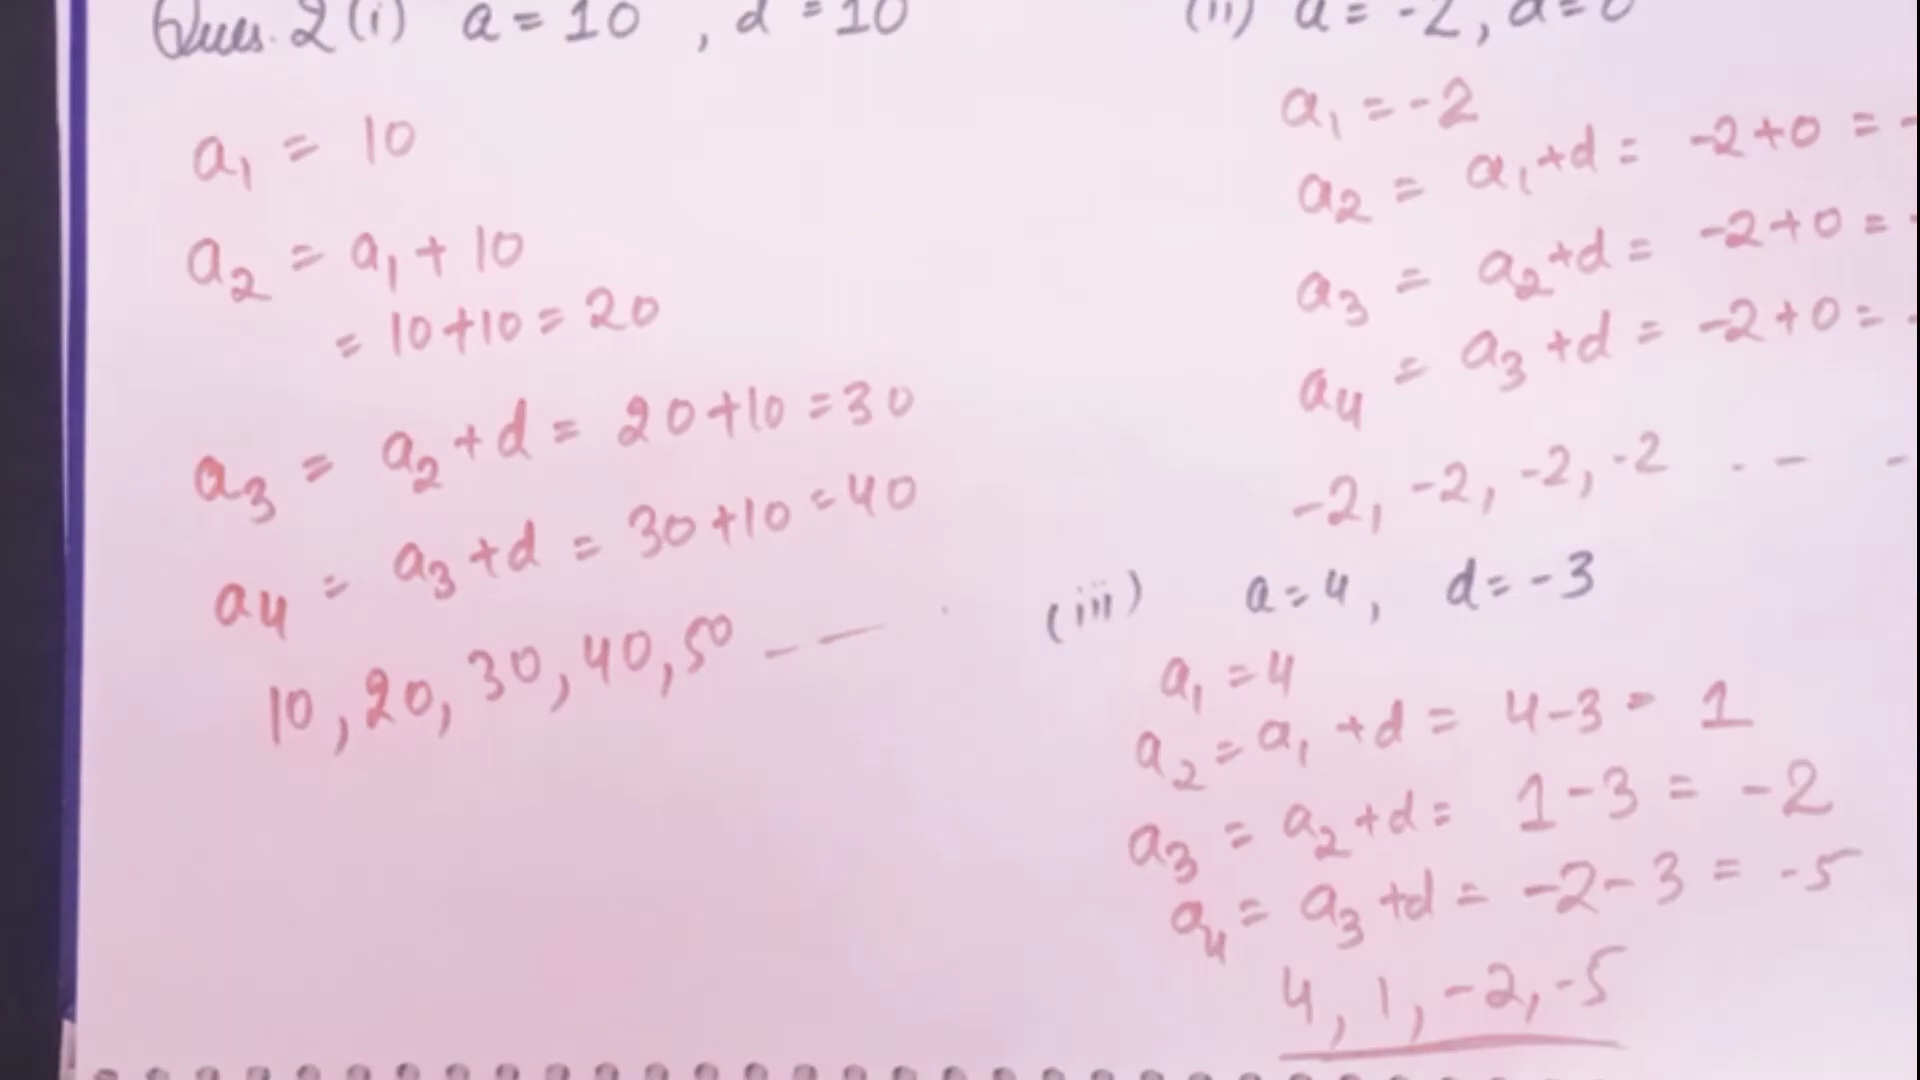 Ques. 2 (i) a = 10 , d = 10
a₁ = 10
a₂ = a₁ + 10
= 10+10 = 20
a₃ = a₂ + d = 20+10 = 30
a₄ = a₃ + d = 30+10 = 40
10, 20, 30, 40, 50 - —
(ii) a = -2, d=0
a₁ = -2
a₂ = a₁+d = -2+0 = -
a₃ = a₂+d = -2+0 = -
a₄ = a₃ +d = -2+0 = -
-2, -2, -2, -2 - - -
(iii) a=4, d=-3
a₁ = 4
a₂ = a₁ +d = 4-3 = 1
a₃ = a₂ +d = 1-3 = -2
a₄ = a₃ +d = -2-3 = -5
4, 1, -2, -5